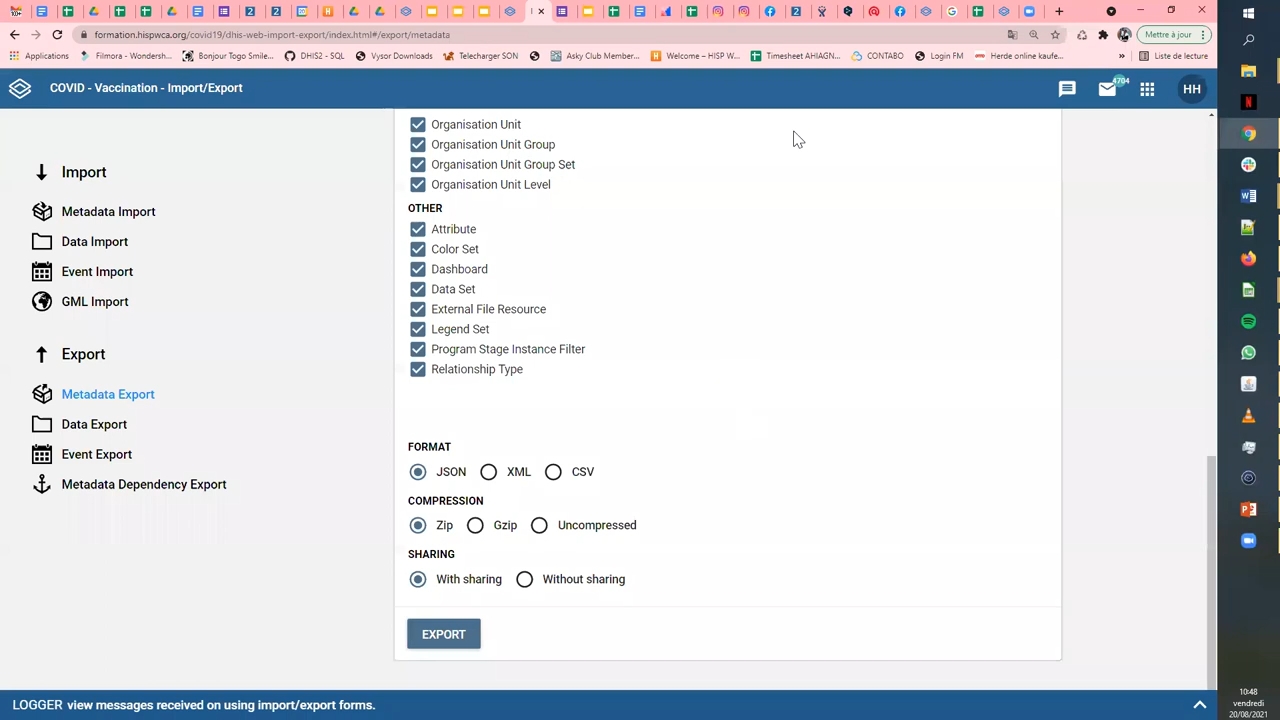 formation.hispwca.org/covid19/dhis-web-import-export/index.html#/export/metadata
Mettre à jour
Applications
Filmora - Wondersh...
Bonjour Togo Smile...
DHIS2 - SQL
Vysor Downloads
Telecharger SON
Asky Club Member...
Welcome – HISP W...
Timesheet AHIAGN...
CONTABO
Login FM
Herde online kaufe...
»
Liste de lecture
COVID - Vaccination - Import/Export
4704
HH
Import
Metadata Import
Data Import
Event Import
GML Import
Export
Metadata Export
Data Export
Event Export
Metadata Dependency Export
Organisation Unit
Organisation Unit Group
Organisation Unit Group Set
Organisation Unit Level
OTHER
Attribute
Color Set
Dashboard
Data Set
External File Resource
Legend Set
Program Stage Instance Filter
Relationship Type
FORMAT
JSON XML CSV
COMPRESSION
Zip Gzip Uncompressed
SHARING
With sharing Without sharing
EXPORT
LOGGER view messages received on using import/export forms.
10:48
vendredi
20/08/2021